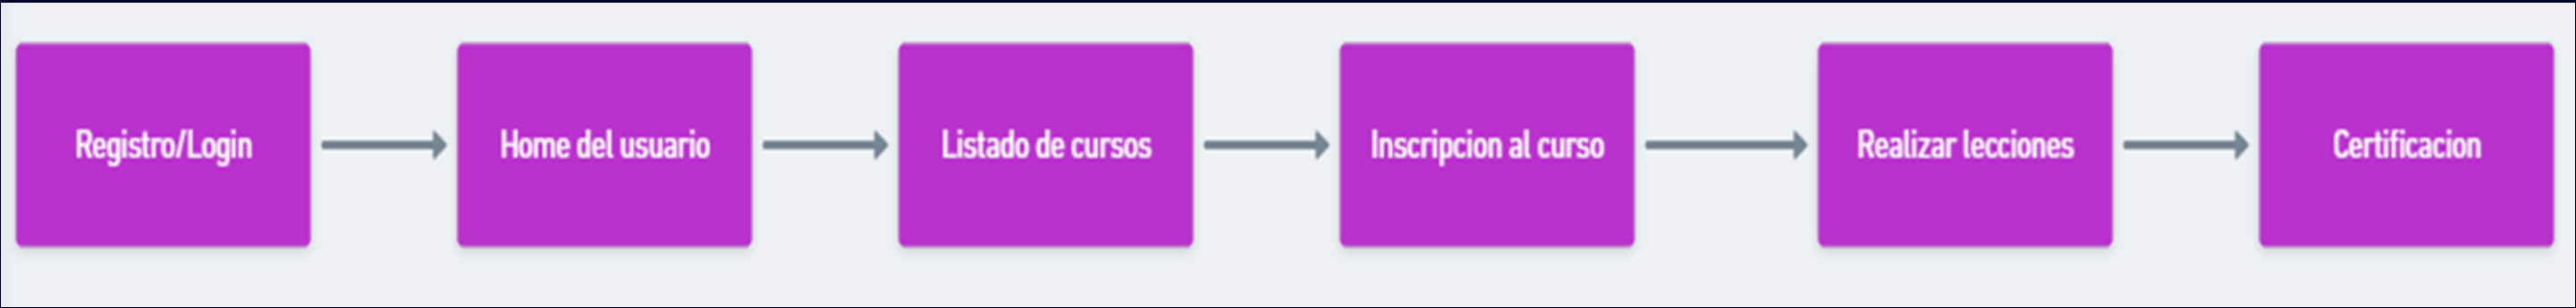 Registro/Login
Home del usuario
Listado de cursos
Inscripcion al curso
Realizar lecciones
Certificacion